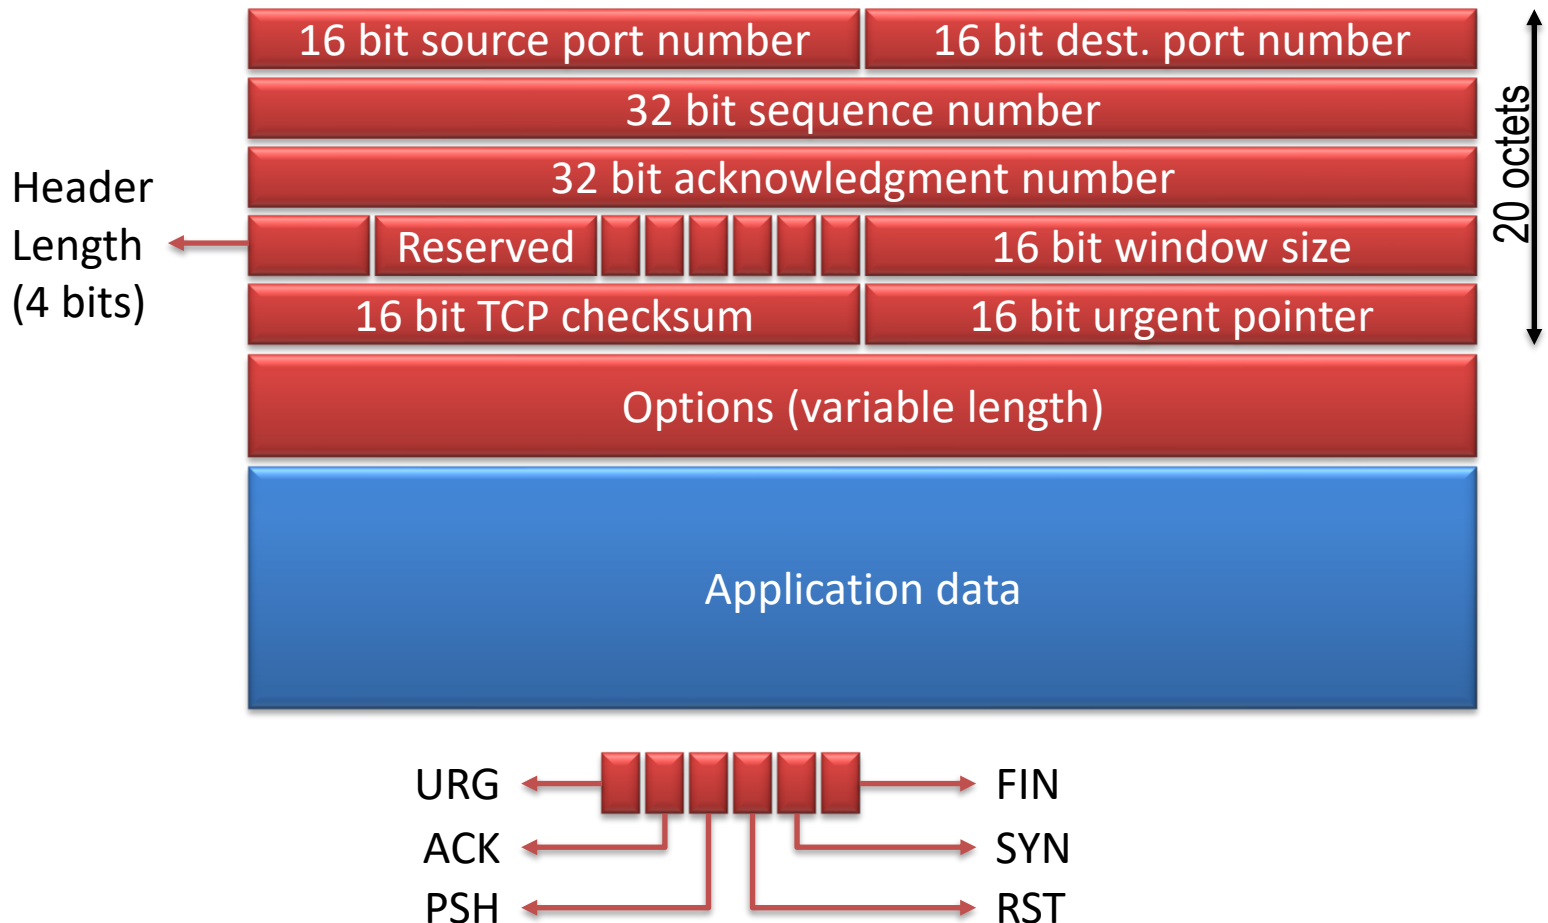 16 bit source port number
16 bit dest. port number
20 octets
32 bit sequence number
32 bit acknowledgment number
Header
Length
(4 bits)
Reserved
16 bit window size
16 bit TCP checksum
16 bit urgent pointer
Options (variable length)
Application data
URG
FIN
ACK
SYN
PSH
RST